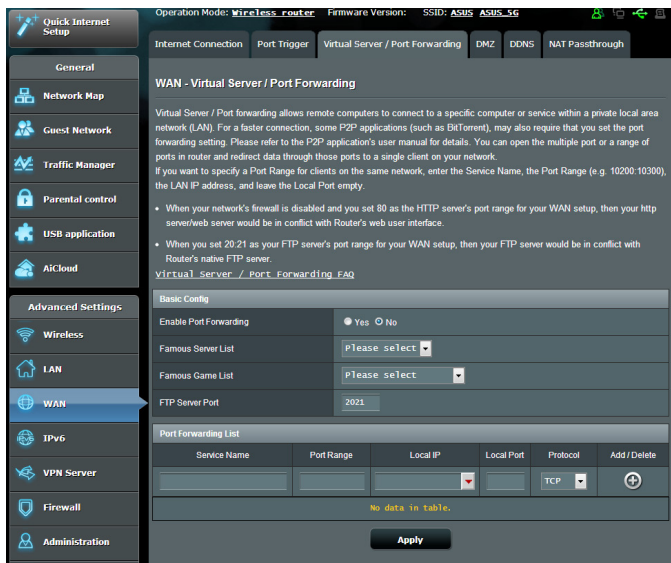 Quick Internet Setup
Operation Mode: Wireless router Firmware Version: SSID: ASUS ASUS_5G
Internet Connection Port Trigger Virtual Server / Port Forwarding DMZ DDNS NAT Passthrough
General
Network Map
Guest Network
Traffic Manager
Parental control
USB application
AiCloud
Advanced Settings
Wireless
LAN
WAN
IPv6
VPN Server
Firewall
Administration
WAN - Virtual Server / Port Forwarding
Virtual Server / Port forwarding allows remote computers to connect to a specific computer or service within a private local area
network (LAN). For a faster connection, some P2P applications (such as BitTorrent), may also require that you set the port
forwarding setting. Please refer to the P2P application's user manual for details. You can open the multiple port or a range of
ports in router and redirect data through those ports to a single client on your network.
If you want to specify a Port Range for clients on the same network, enter the Service Name, the Port Range (e.g. 10200:10300),
the LAN IP address, and leave the Local Port empty.
• When your network's firewall is disabled and you set 80 as the HTTP server's port range for your WAN setup, then your http
server/web server would be in conflict with Router's web user interface.
• When you set 20:21 as your FTP server's port range for your WAN setup, then your FTP server would be in conflict with
Router's native FTP server.
Virtual Server / Port Forwarding FAQ
Basic Config
Enable Port Forwarding Yes No
Famous Server List Please select
Famous Game List Please select
FTP Server Port 2021
Port Forwarding List
Service Name Port Range Local IP Local Port Protocol Add / Delete
TCP
No data in table.
Apply